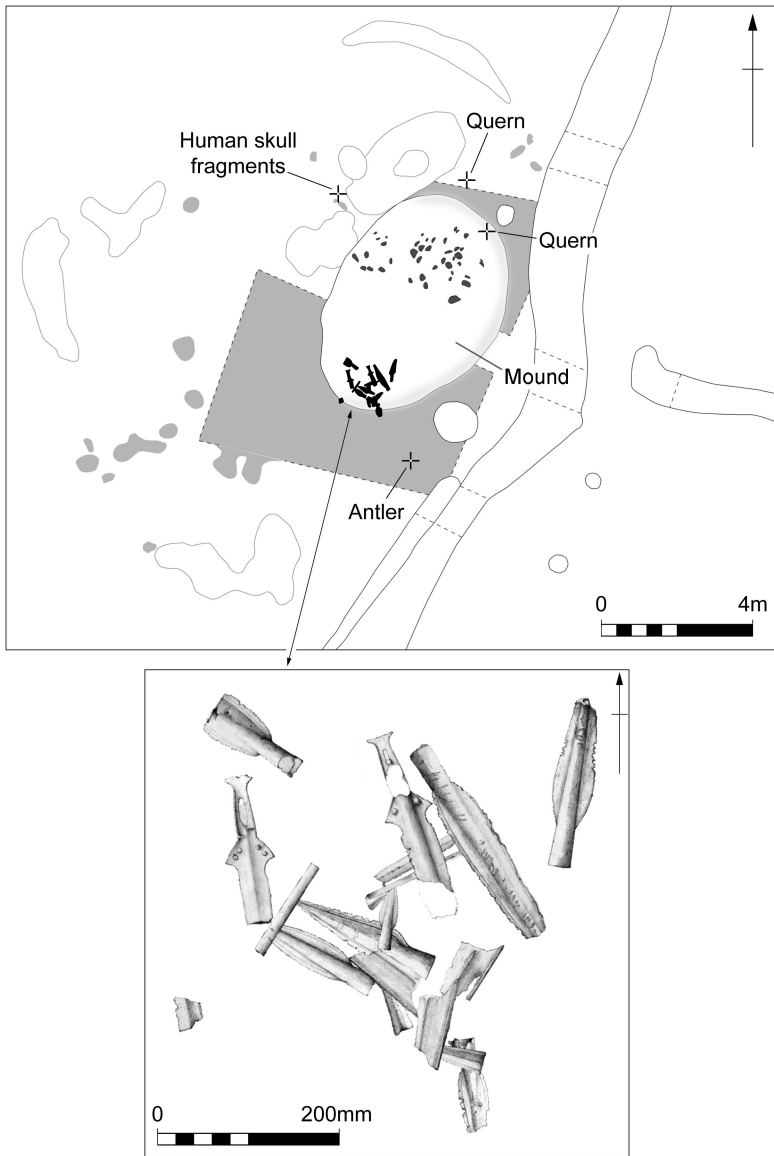 Quern
Human skull
fragments
Quern
Mound
Antler
0 4m
0 200mm